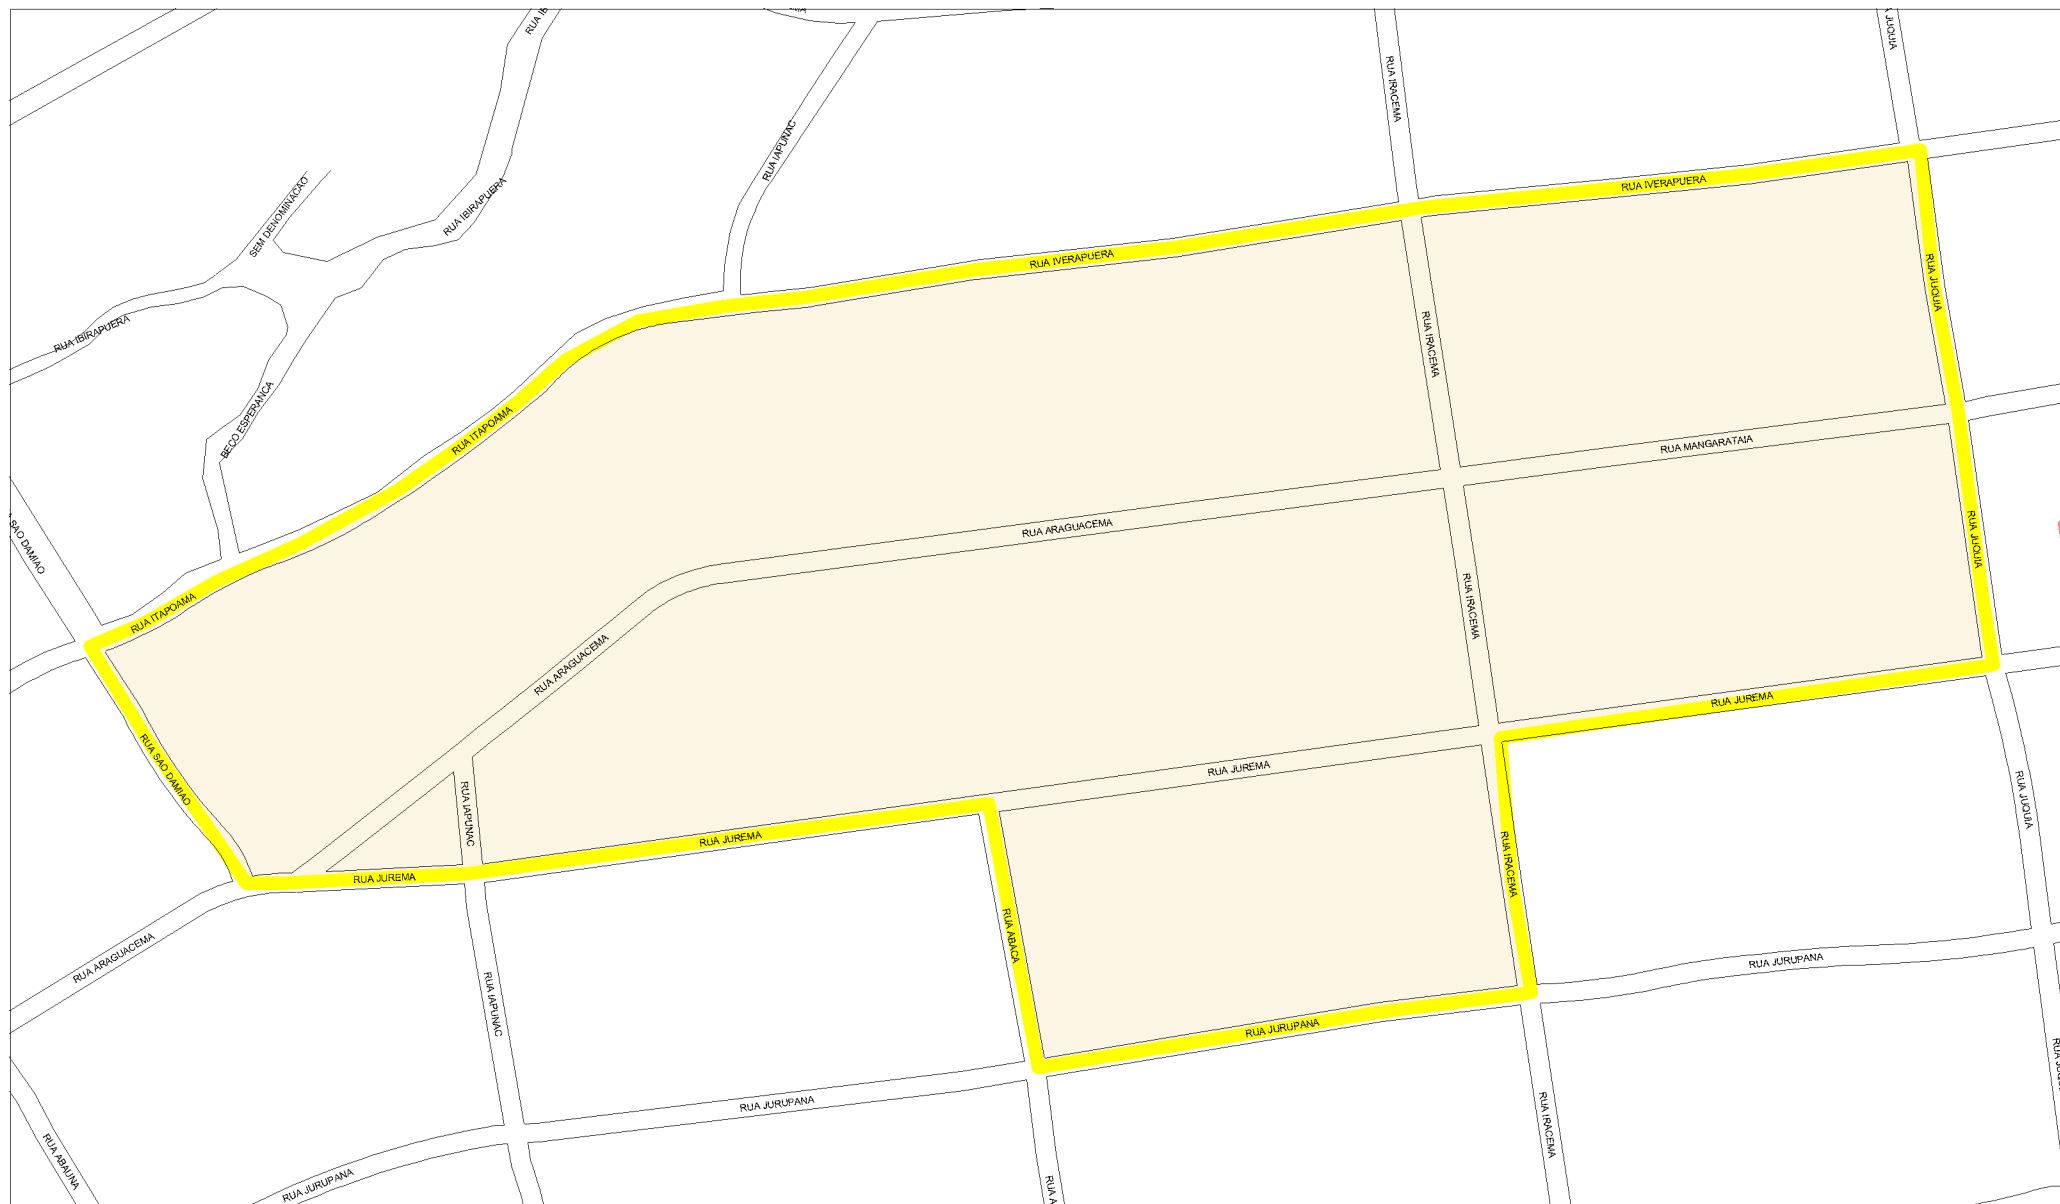 RUA IRACEMA
JUQUIA
RUA IAPUNAC
RUA IVERAPUERA
SEM DENOMINACAO
RUA IBIRAPUERA
RUA IVERAPUERA
RUA JUQUIA
RUA IBIRAPUERA
RUA IRACEMA
BECO ESPERANCA
RUA ITAPOAMA
RUA MANGARATAIA
RUA ARAGUACEMA
SAO DAMIAO
RUA JUQUIA
RUA ITAPOAMA
RUA IRACEMA
RUA ARAGUACEMA
RUA JUREMA
RUA SAO DAMIAO
RUA JUREMA
RUA JUQUIA
RUA IAPUNAC
RUA JUREMA
RUA JUREMA
RUA IRACEMA
RUA ABACA
RUA ARAGUACEMA
RUA JURUPANA
RUA IAPUNAC
RUA JURUPANA
RUA JURUPANA
RUA IRACEMA
RUA ABAUNA
RUA JURUPANA
RUA A